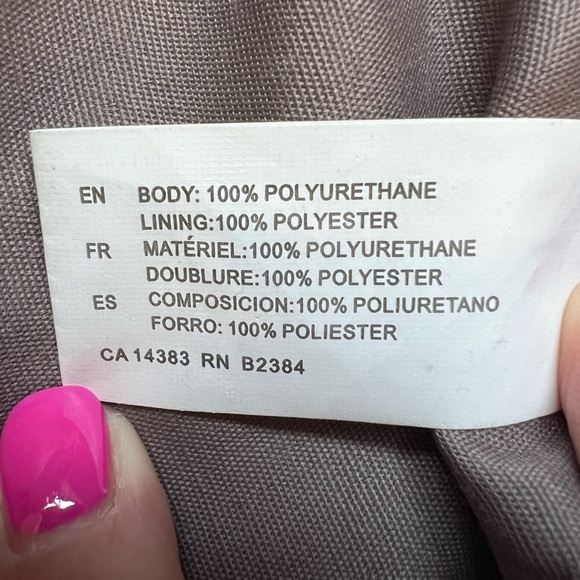 EN BODY: 100% POLYURETHANE
LINING:100% POLYESTER
FR MATÉRIEL:100% POLYURETHANE
DOUBLURE:100% POLYESTER
ES COMPOSICION:100% POLIURETANO
FORRO: 100% POLIESTER
CA 14383 RN B2384